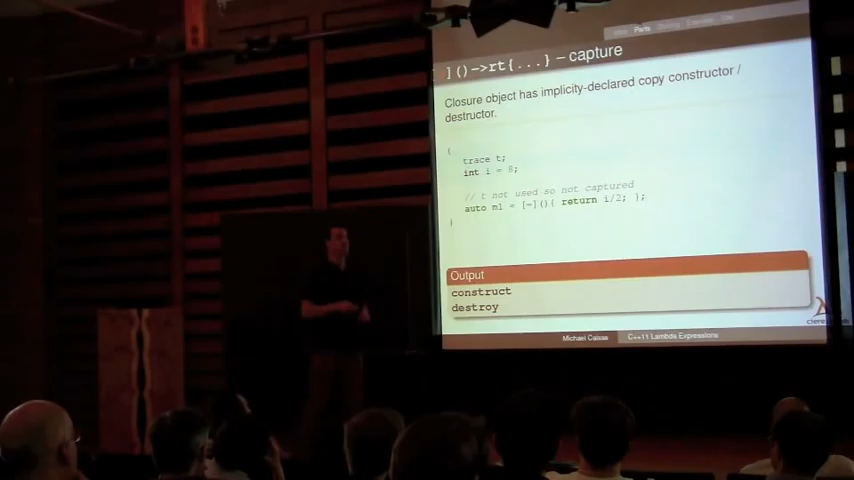 Parts
]()->rt{...} – capture
Closure object has implicity-declared copy constructor /
destructor.
{
trace t;
int i = 8;
// t not used so not captured
auto m1 = [=](){ return i/2; };
}
Output
construct
destroy
Michael Caisse
C++11 Lambda Expressions